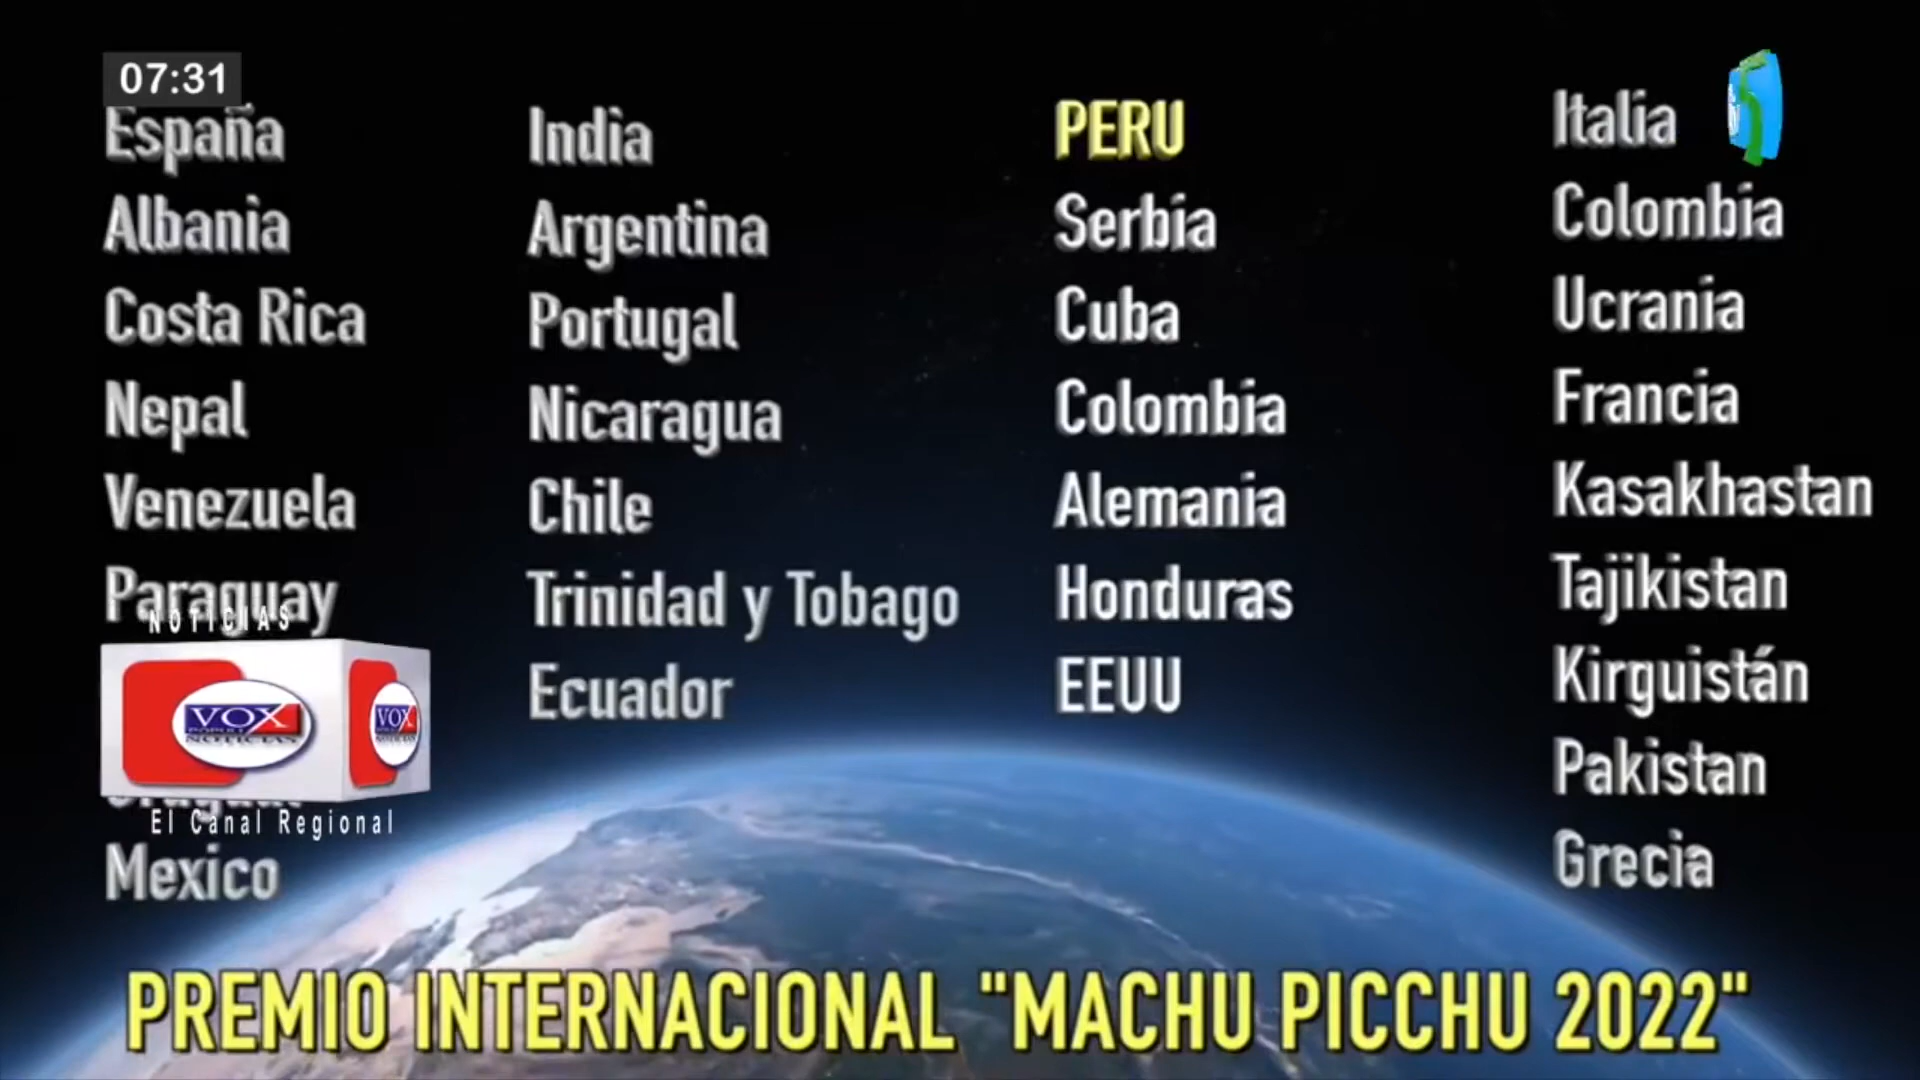 07:31
España
Albania
Costa Rica
Nepal
Venezuela
Paraguay
NOTICIAS
VOX
NOTICIAS
VOX
El Canal Regional
Mexico
India
Argentina
Portugal
Nicaragua
Chile
Trinidad y Tobago
Ecuador
PERU
Serbia
Cuba
Colombia
Alemania
Honduras
EEUU
Italia
Colombia
Ucrania
Francia
Kasakhastan
Tajikistan
Kirguistán
Pakistan
Grecia
PREMIO INTERNACIONAL "MACHU PICCHU 2022"